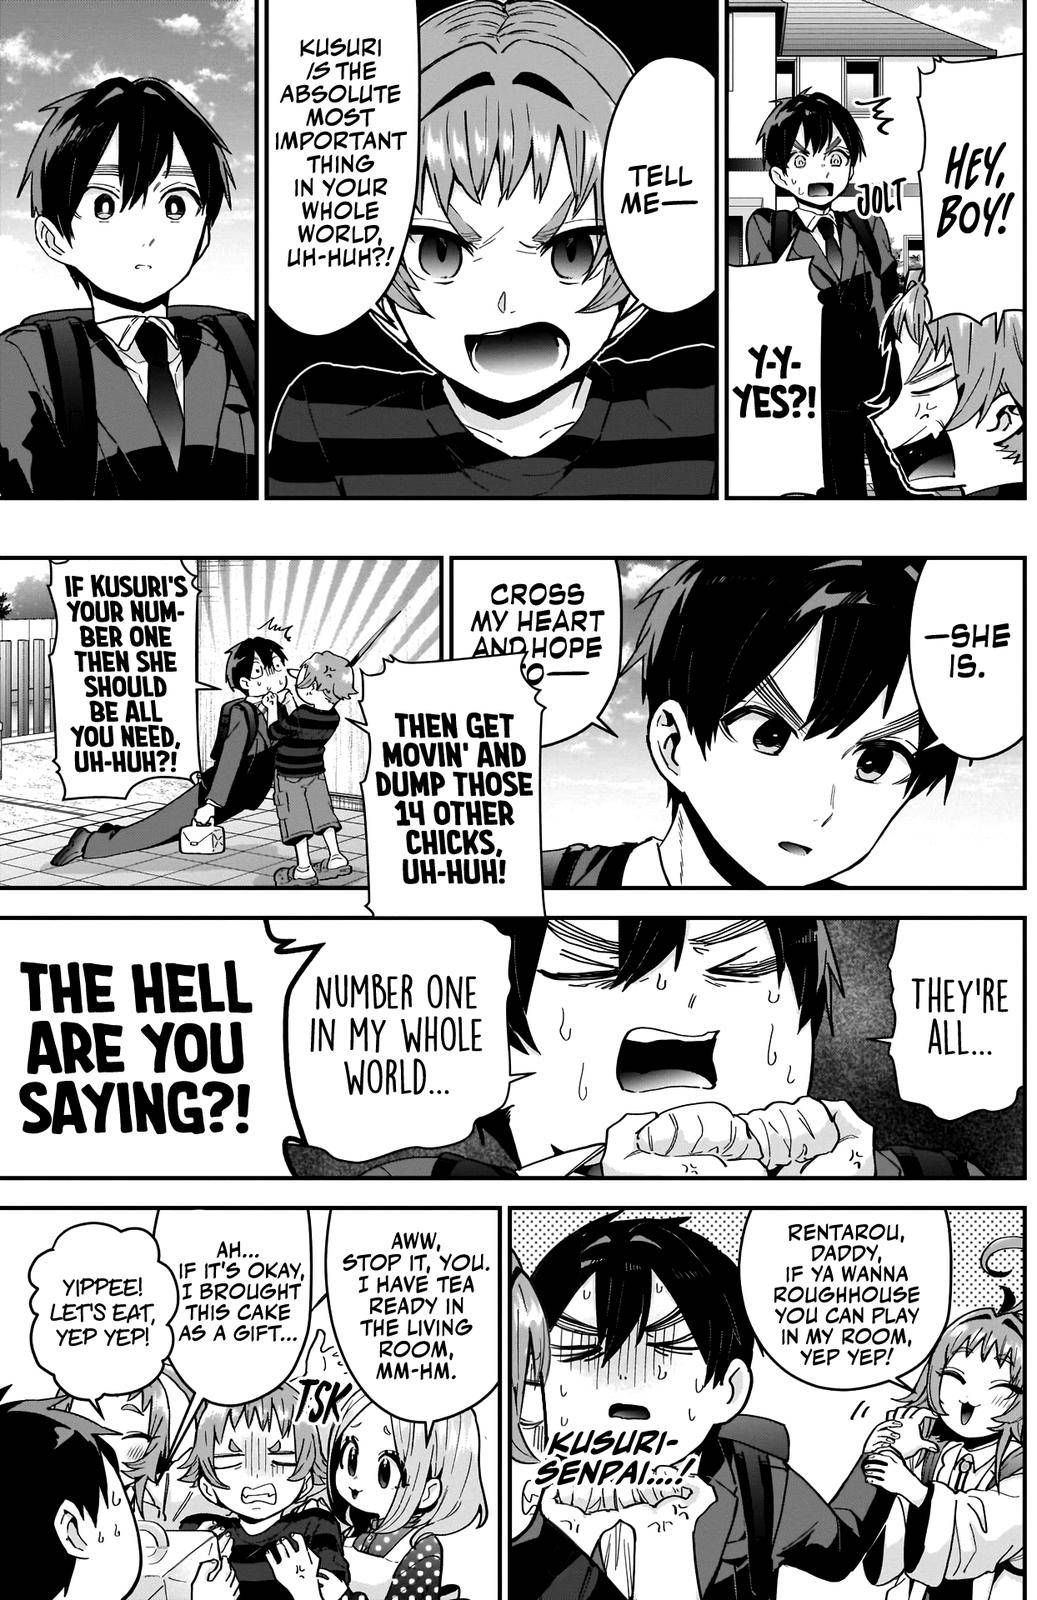 HEY,
BOY!
JOLT
Y-Y-
YES?!
TELL
ME—
KUSURI
IS THE
ABSOLUTE
MOST
IMPORTANT
THING
IN YOUR
WHOLE
WORLD,
UH-HUH?!
—SHE
IS.
CROSS
MY HEART
AND HOPE
TO—
THEN GET
MOVIN' AND
DUMP THOSE
14 OTHER
CHICKS,
UH-HUH!
IF KUSURI'S
YOUR NUM-
BER ONE
THEN SHE
SHOULD
BE ALL
YOU NEED,
UH-HUH?!
THEY'RE
ALL...
NUMBER ONE
IN MY WHOLE
WORLD...
THE HELL
ARE YOU
SAYING?!
RENTAROU,
DADDY,
IF YA WANNA
ROUGHHOUSE
YOU CAN PLAY
IN MY ROOM,
YEP YEP!
KUSURI-
SENPAI...!
AWW,
STOP IT, YOU.
I HAVE TEA
READY IN
THE LIVING
ROOM,
MM-HM.
TSK
AH...
IF IT'S OKAY,
I BROUGHT
THIS CAKE
AS A GIFT...
YIPPEE!
LET'S EAT,
YEP YEP!